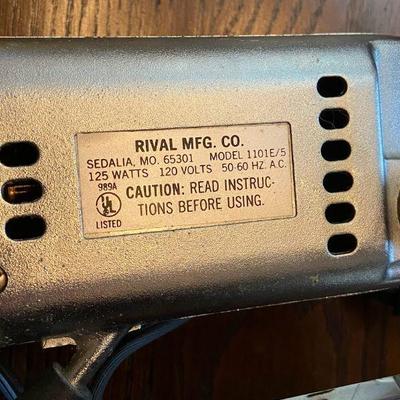 RIVAL MFG. CO.
SEDALIA, MO. 65301 MODEL 1101E/5
125 WATTS 120 VOLTS 50-60 HZ. A.C.
989A
UL
LISTED
CAUTION: READ INSTRUC-
TIONS BEFORE USING.